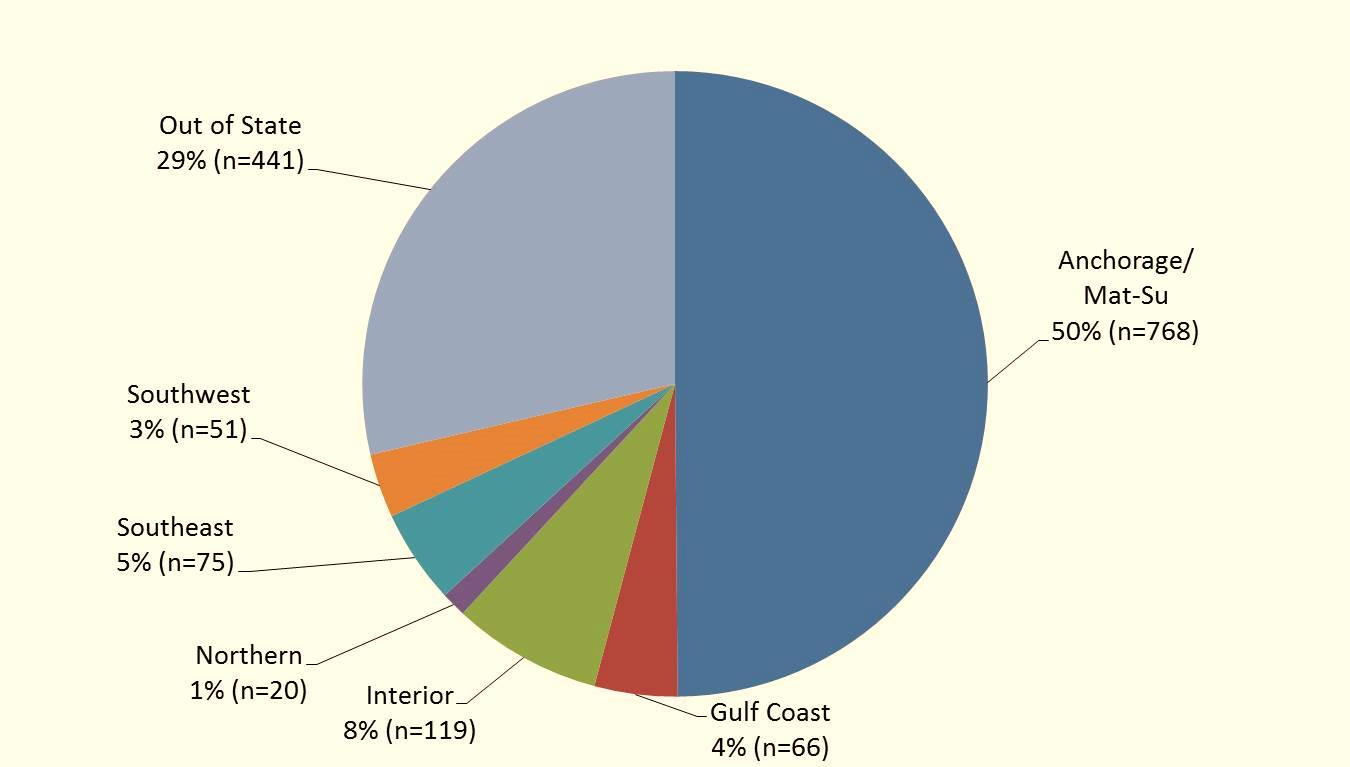 Out of State
29% (n=441)
Anchorage/
Mat-Su
50% (n=768)
Southwest
3% (n=51)
Southeast
5% (n=75)
Northern
1% (n=20)
Interior
8% (n=119)
Gulf Coast
4% (n=66)